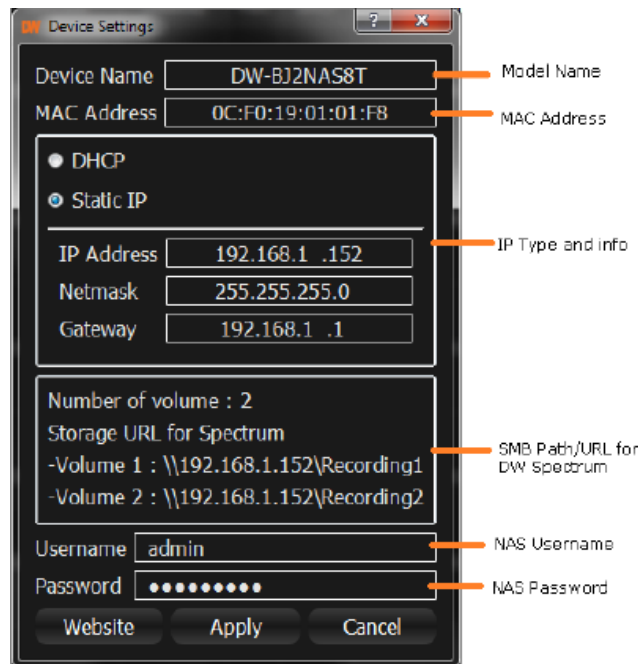 DW Device Settings ? X
Device Name DW-BJ2NAS8T Model Name
MAC Address 0C:F0:19:01:01:F8 MAC Address
DHCP
Static IP
IP Address 192.168.1 .152 IP Type and info
Netmask 255.255.255.0
Gateway 192.168.1 .1
Number of volume : 2
Storage URL for Spectrum
-Volume 1 : \\192.168.1.152\Recording1 SMB Path/URL for
-Volume 2 : \\192.168.1.152\Recording2 DW Spectrum
Username admin NAS Username
Password ●●●●●●●●● NAS Password
Website Apply Cancel